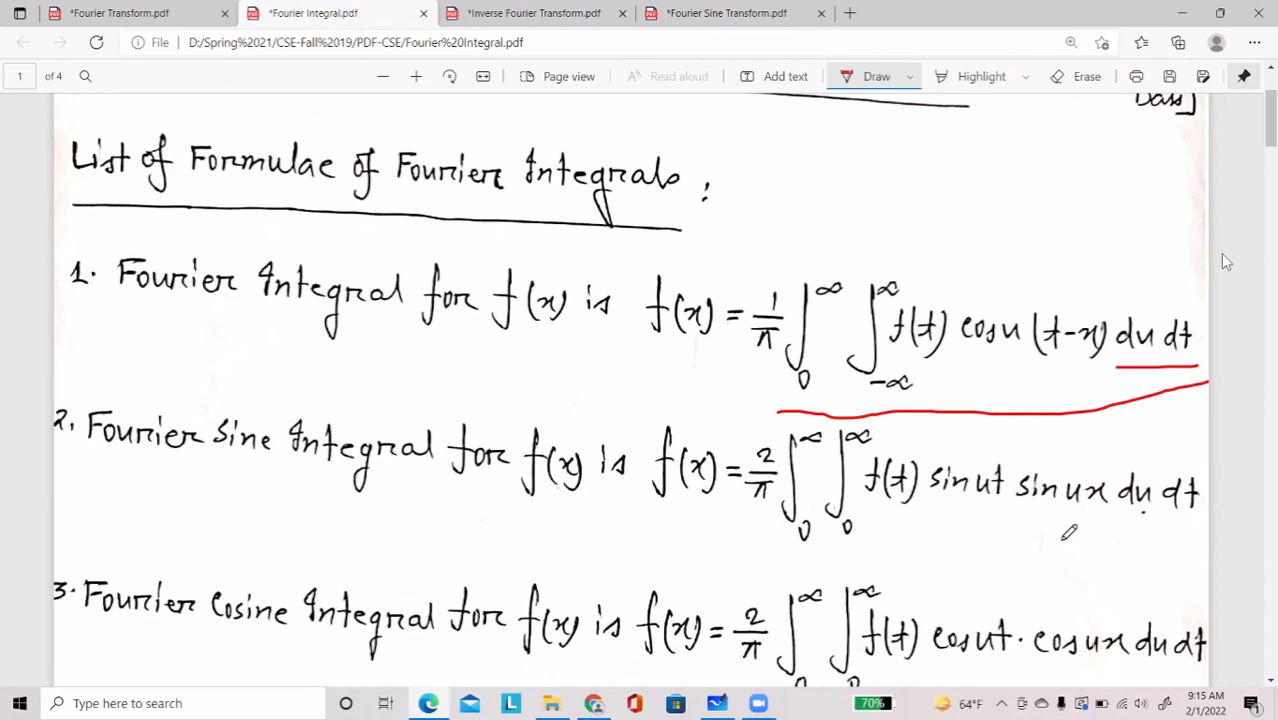 *Fourier Transform.pdf
*Fourier Integral.pdf
*Inverse Fourier Transform.pdf
*Fourier Sine Transform.pdf
File
D:/Spring%2021/CSE-Fall%2019/PDF-CSE/Fourier%20Integral.pdf
1 of 4
Page view
Read aloud
Add text
Draw
Highlight
Erase
Dass]
List of Formulae of Fourier Integrals :
1. Fourier Integral for f(x) is f(x) = 1/π ∫_0^∞ ∫_{-∞}^∞ f(t) cosu (t-x) du dt
2. Fourier Sine Integral for f(x) is f(x) = 2/π ∫_0^∞ ∫_0^∞ f(t) sin ut sin ux du dt
3. Fourier Cosine Integral for f(x) is f(x) = 2/π ∫_0^∞ ∫_0^∞ f(t) cos ut · cos ux du dt
Type here to search
70%
64°F
9:15 AM
2/1/2022